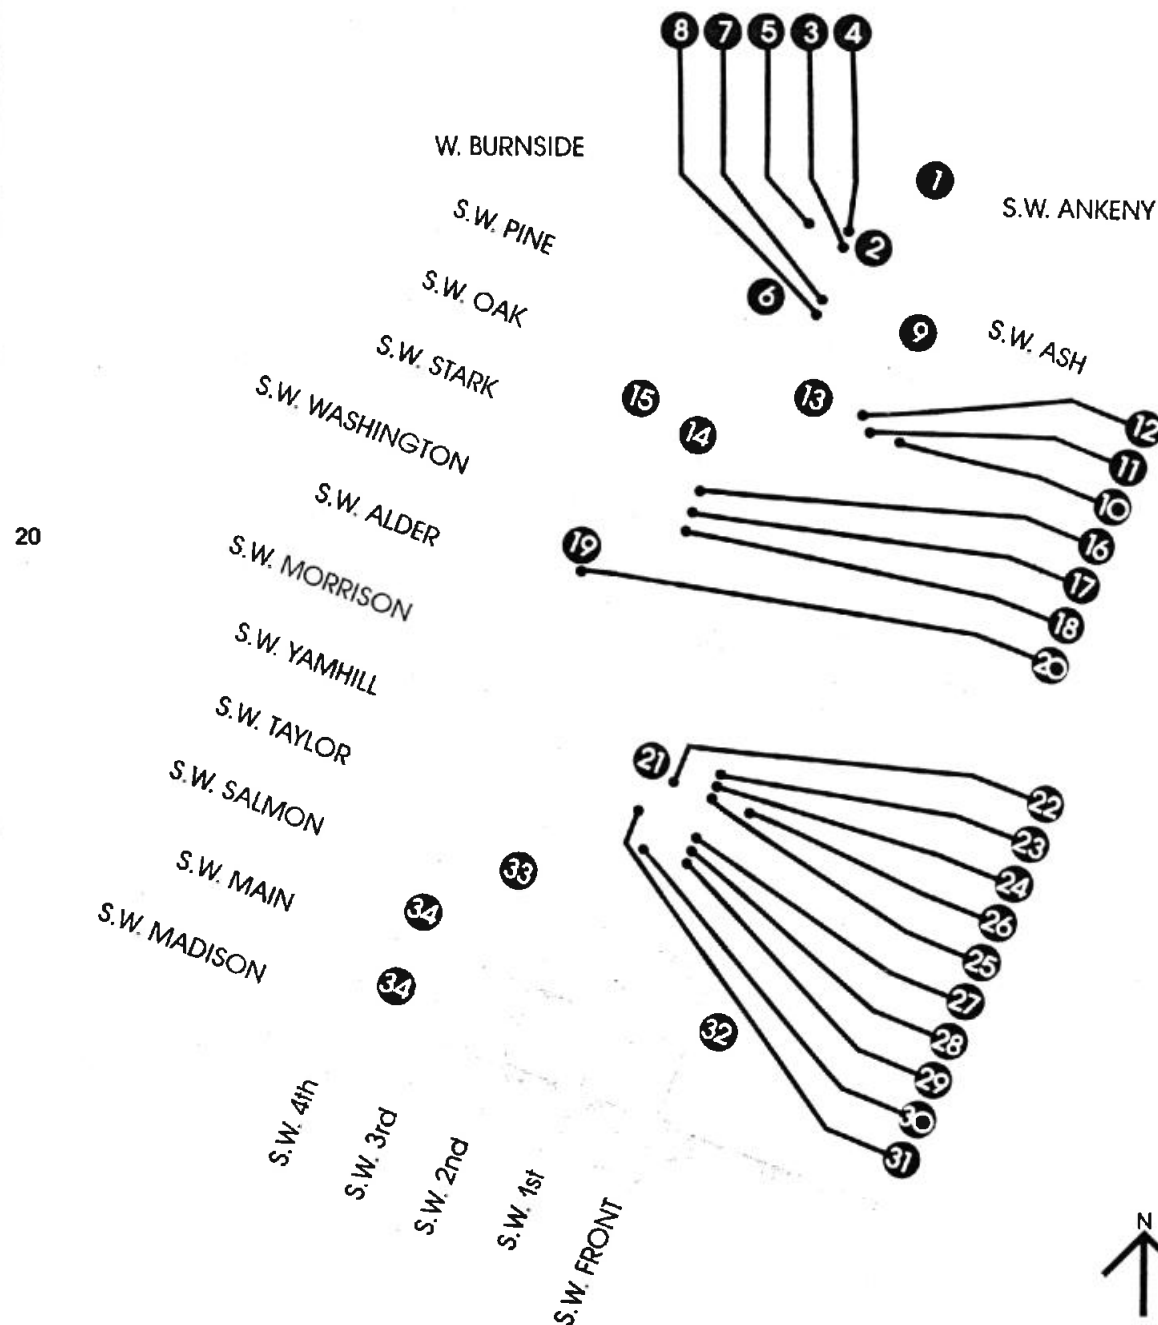 8 7 5 3 4
W. BURNSIDE
1
S.W. PINE
S.W. ANKENY
2
S.W. OAK
6
9
S.W. ASH
S.W. STARK
15
13
12
S.W. WASHINGTON
14
11
10
S.W. ALDER
16
20
19
S.W. MORRISON
17
18
20
S.W. YAMHILL
S.W. TAYLOR
21
22
S.W. SALMON
23
33
24
S.W. MAIN
34
26
S.W. MADISON
25
34
27
32
28
29
30
31
S.W. 4th
S.W. 3rd
S.W. 2nd
S.W. 1st
S.W. FRONT
N